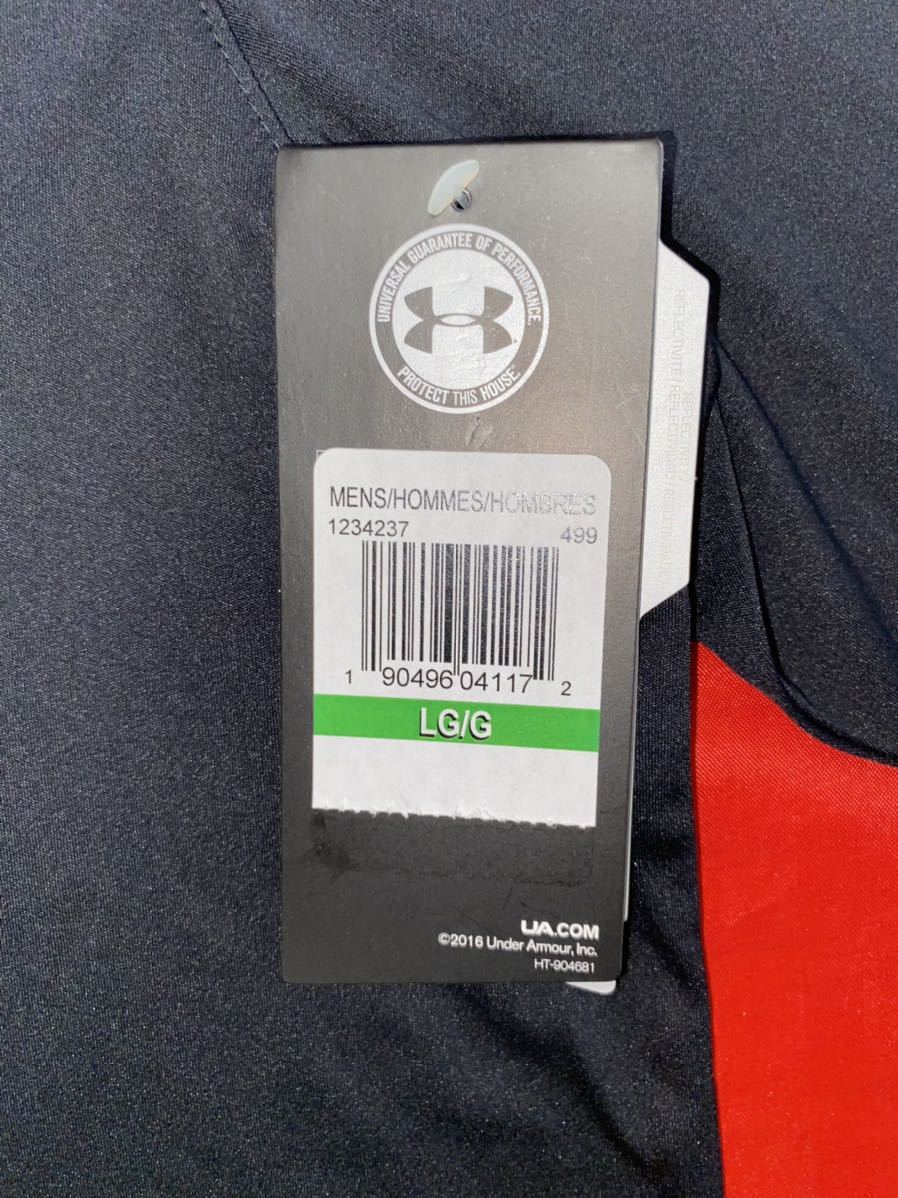 UNIVERSAL GUARANTEE OF PERFORMANCE.
PROTECT THIS HOUSE.
MENS/HOMMES/HOMBRES
1234237 499
1 90496 04117 2
LG/G
UA.COM
©2016 Under Armour, Inc.
HT-904681